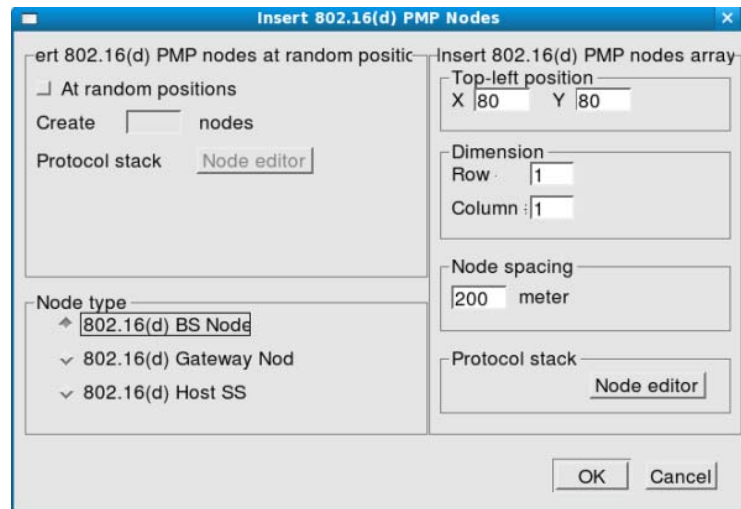 Insert 802.16(d) PMP Nodes
ert 802.16(d) PMP nodes at random positic
At random positions
Create nodes
Protocol stack Node editor
Node type
802.16(d) BS Node
802.16(d) Gateway Nod
802.16(d) Host SS
Insert 802.16(d) PMP nodes array
Top-left position
X 80 Y 80
Dimension
Row 1
Column : 1
Node spacing
200 meter
Protocol stack
Node editor
OK Cancel